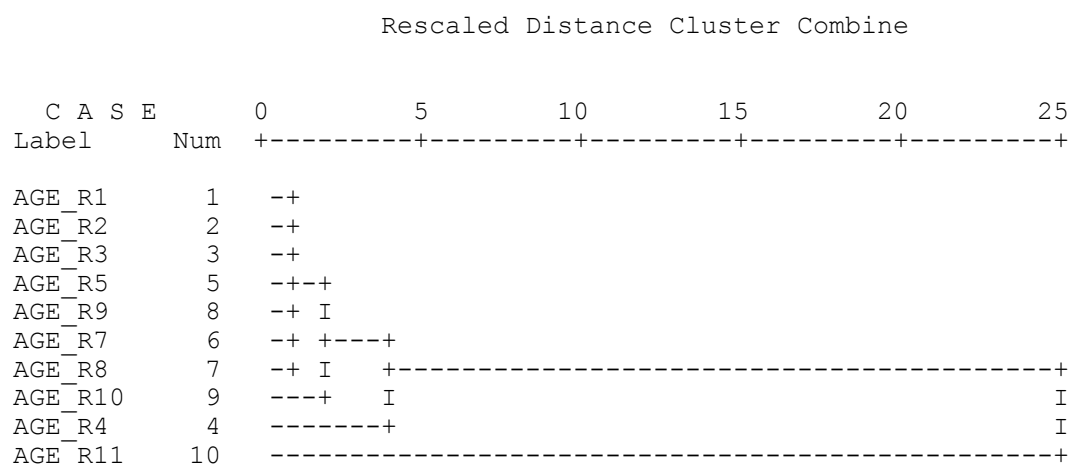 Rescaled Distance Cluster Combine

  C A S E      0         5        10        15        20        25
Label     Num  +---------+---------+---------+---------+---------+

AGE_R1      1   -+
AGE_R2      2   -+
AGE_R3      3   -+
AGE_R5      5   -+-+
AGE_R9      8   -+ I
AGE_R7      6   -+ +---+
AGE_R8      7   -+ I   +-----------------------------------------+
AGE_R10     9   ---+   I                                         I
AGE_R4      4   -------+                                         I
AGE_R11    10   -------------------------------------------------+